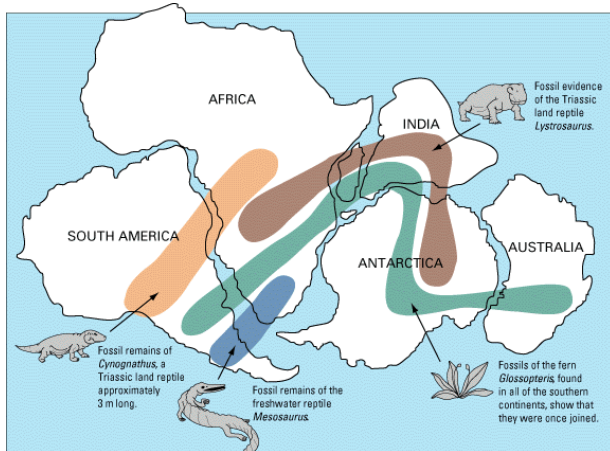 AFRICA
Fossil evidence
of the Triassic
land reptile
Lystrosaurus.
INDIA
SOUTH AMERICA
AUSTRALIA
ANTARCTICA
Fossil remains of
Cynognathus, a
Triassic land reptile
approximately
3 m long.
Fossil remains of the
freshwater reptile
Mesosaurus.
Fossils of the fern
Glossopteris, found
in all of the southern
continents, show that
they were once joined.